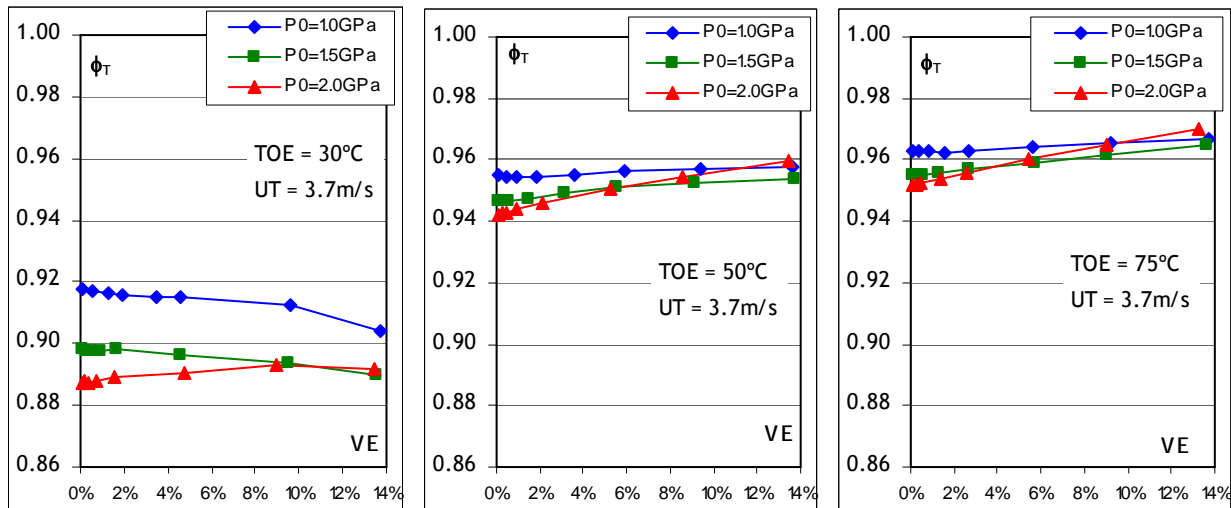 P0=1.0GPa
P0=1.5GPa
P0=2.0GPa
1.00
0.98
0.96
0.94
0.92
0.90
0.88
0.86
ϕT
TOE = 30ºC
UT = 3.7m/s
VE
0% 2% 4% 6% 8% 10% 12% 14%
P0=1.0GPa
P0=1.5GPa
P0=2.0GPa
1.00
0.98
0.96
0.94
0.92
0.90
0.88
0.86
ϕT
TOE = 50ºC
UT = 3.7m/s
VE
0% 2% 4% 6% 8% 10% 12% 14%
P0=1.0GPa
P0=1.5GPa
P0=2.0GPa
1.00
0.98
0.96
0.94
0.92
0.90
0.88
0.86
ϕT
TOE = 75ºC
UT = 3.7m/s
VE
0% 2% 4% 6% 8% 10% 12% 14%